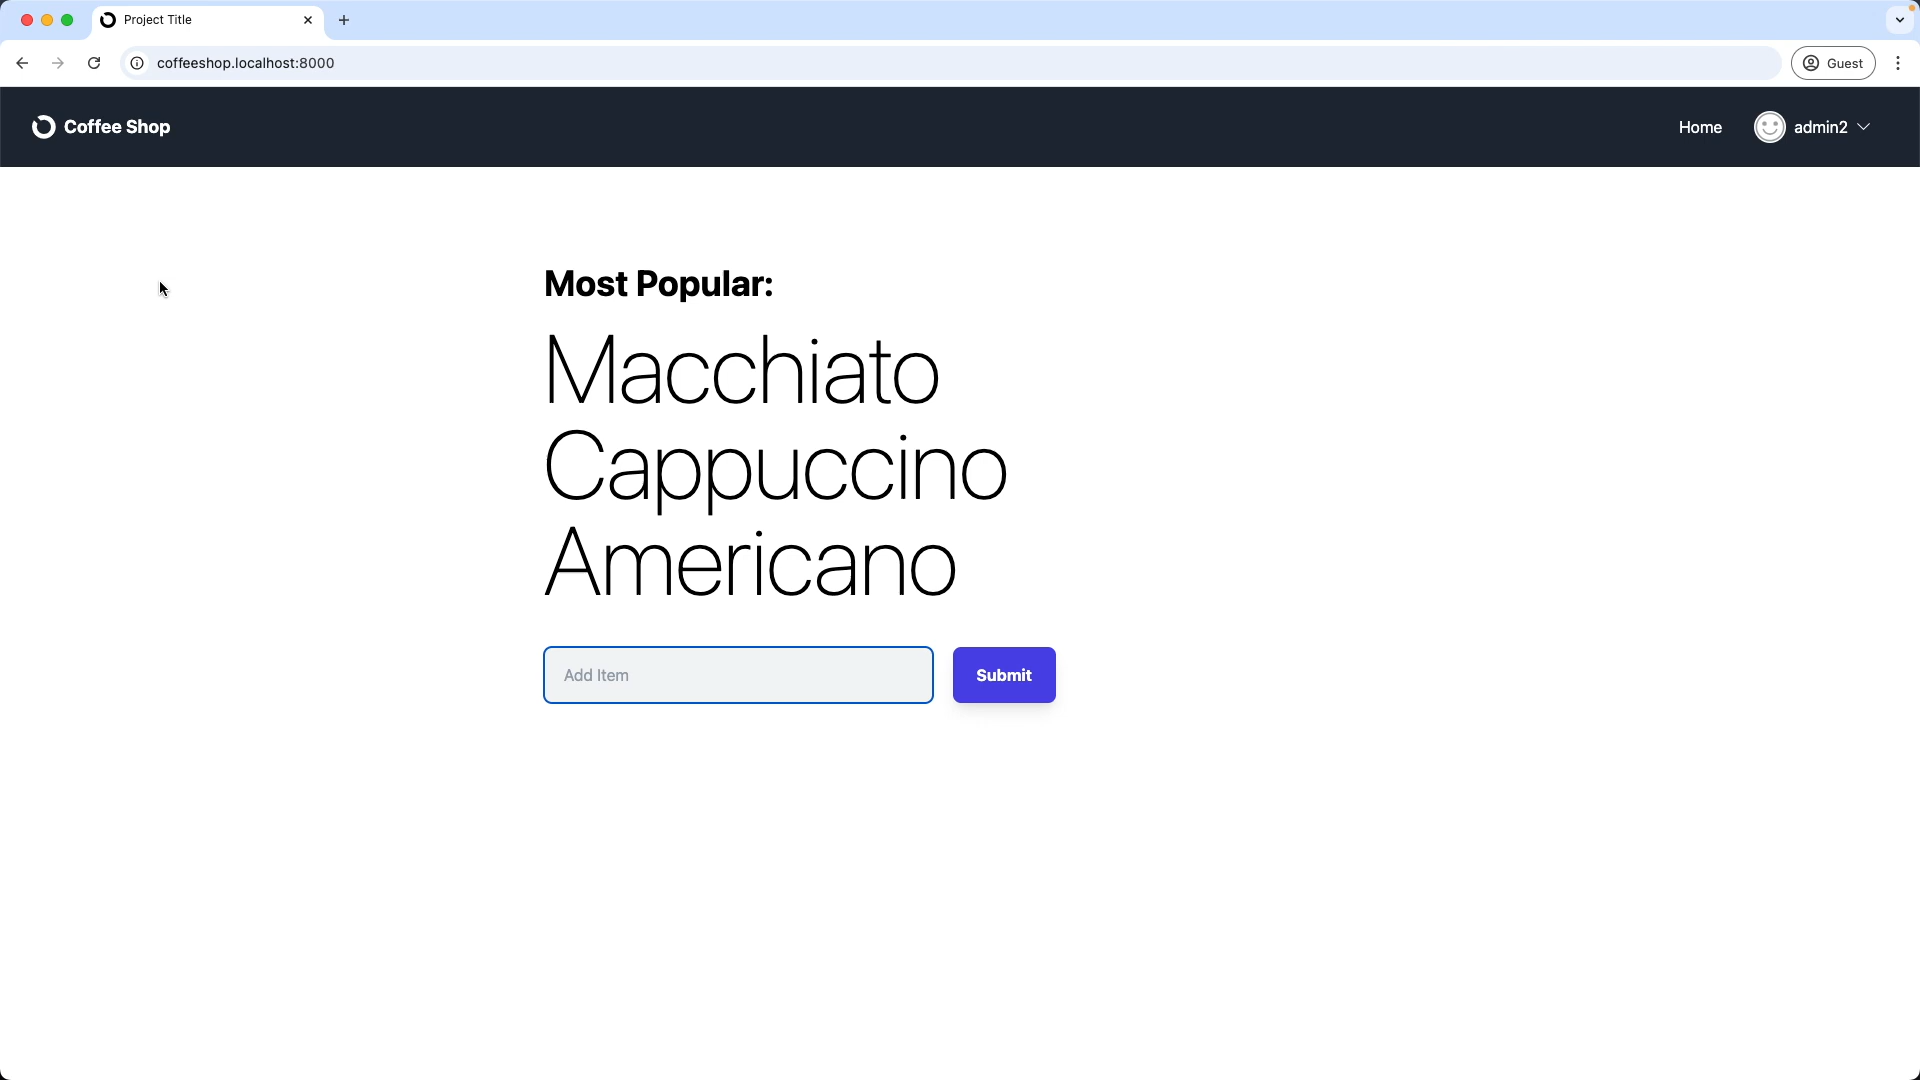 Project Title
coffeeshop.localhost:8000
Guest
Coffee Shop
Home
admin2
Most Popular:
Macchiato
Cappuccino
Americano
Add Item
Submit